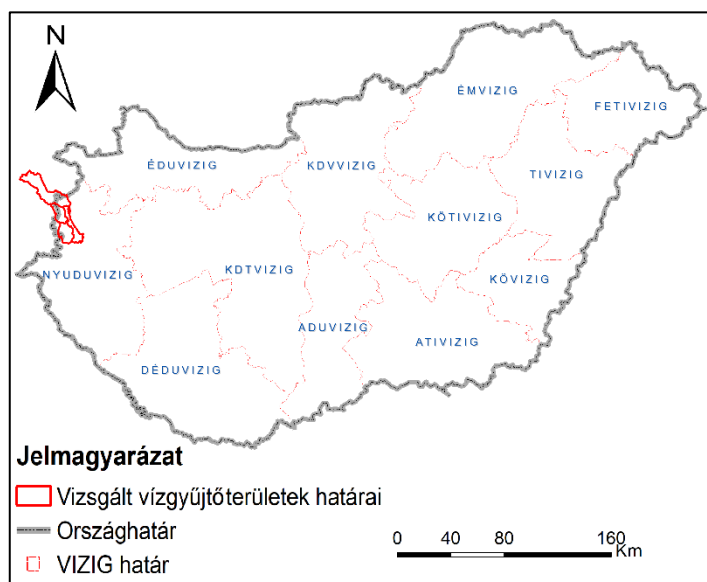 N
ÉMVIZIG
FETIVIZIG
ÉDUVIZIG
KDVVIZIG
TIVIZIG
KÖTIVIZIG
NYUDUVIZIG
KDTVIZIG
KÖVIZIG
ADUVIZIG
ATIVIZIG
DÉDUVIZIG
Jelmagyarázat
Vizsgált vízgyűjtőterületek határai
Országhatár
VIZIG határ
0 40 80 160
Km